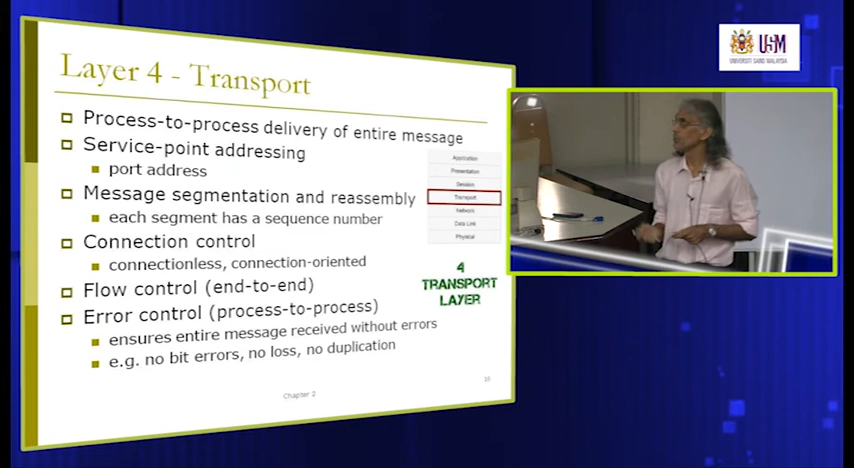 Layer 4 - Transport
Process-to-process delivery of entire message
Service-point addressing
port address
Message segmentation and reassembly
each segment has a sequence number
Connection control
connectionless, connection-oriented
Flow control (end-to-end)
Error control (process-to-process)
ensures entire message received without errors
e.g. no bit errors, no loss, no duplication
Application
Presentation
Session
Transport
Network
Data Link
Physical
4
TRANSPORT
LAYER
Chapter 2
USM
UNIVERSITI SAINS MALAYSIA